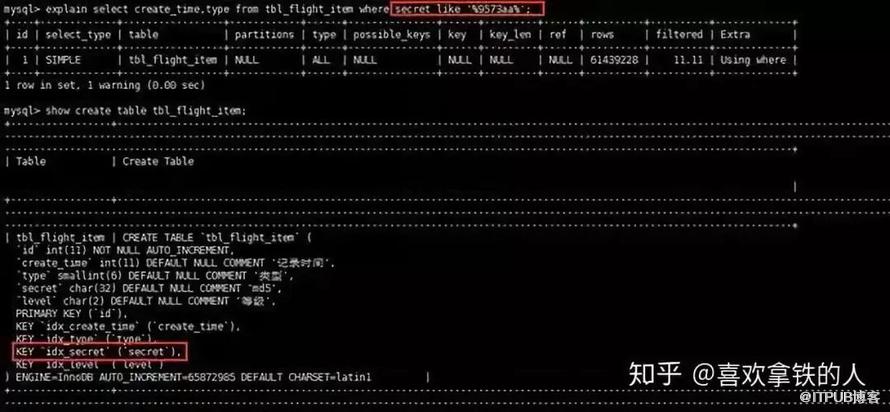 mysql> explain select create_time,type from tbl_flight_item where secret like '%9573aa%';
| id | select_type | table | partitions | type | possible_keys | key | key_len | ref | rows | filtered | Extra |
| 1 | SIMPLE | tbl_flight_item | NULL | ALL | NULL | NULL | NULL | NULL | 61439228 | 11.11 | Using where |
1 row in set, 1 warning (0.00 sec)
mysql> show create table tbl_flight_item;
| Table | Create Table |
| tbl_flight_item | CREATE TABLE `tbl_flight_item` (
`id` int(11) NOT NULL AUTO_INCREMENT,
`create_time` int(11) DEFAULT NULL COMMENT '记录时间',
`type` smallint(6) DEFAULT NULL COMMENT '类型',
`secret` char(32) DEFAULT NULL COMMENT 'md5',
`level` char(2) DEFAULT NULL COMMENT '等级',
PRIMARY KEY (`id`),
KEY `idx_create_time` (`create_time`),
KEY `idx_type` (`type`),
KEY `idx_secret` (`secret`),
KEY `idx_level` (`level`)
) ENGINE=InnoDB AUTO_INCREMENT=65872985 DEFAULT CHARSET=latin1 |
知乎 @喜欢拿铁的人
@ITPUB博客